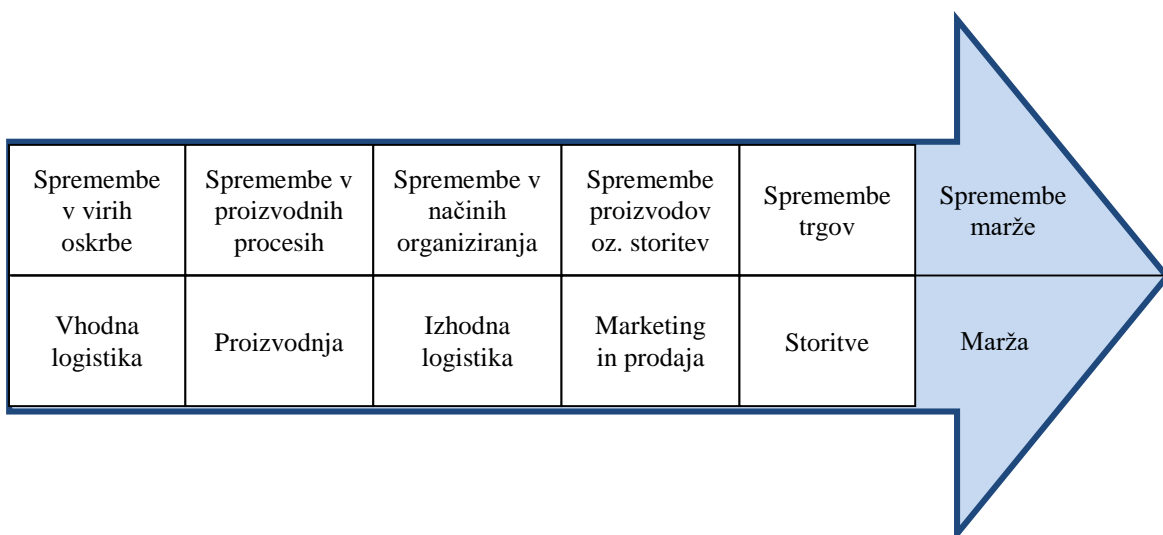 Spremembe
v virih
oskrbe
Spremembe v
proizvodnih
procesih
Spremembe v
načinih
organiziranja
Spremembe
proizvodov
oz. storitev
Spremembe
trgov
Spremembe
marže
Vhodna
logistika
Proizvodnja
Izhodna
logistika
Marketing
in prodaja
Storitve
Marža